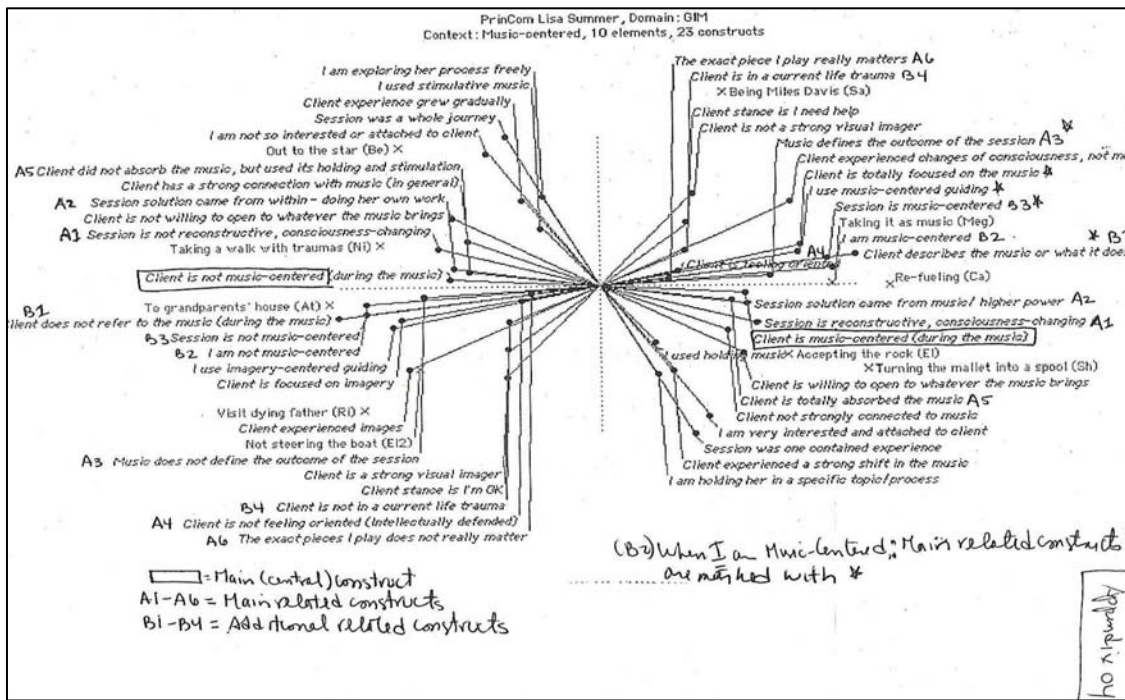 PrinCom Lisa Summer, Domain: GIM
Context: Music-centered, 10 elements, 23 constructs
I am exploring her process freely
I used stimulative music
Client experience grew gradually
Session was a whole journey
I am not so interested or attached to client
Out to the star (Be) ×
A5 Client did not absorb the music, but used its holding and stimulation
Client has a strong connection with music (in general)
A2 Session solution came from within - doing her own work
Client is not willing to open to whatever the music brings
A1 Session is not reconstructive, consciousness-changing
Taking a walk with traumas (Ni) ×
Client is not music-centered (during the music)
To grandparents' house (At) ×
B1
lient does not refer to the music (during the music)
B3 Session is not music-centered
B2 I am not music-centered
I use imagery-centered guiding
Client is focused on imagery
Visit dying father (Ri) ×
Client experienced images
Not steering the boat (El2)
A3 Music does not define the outcome of the session
Client is a strong visual imager
Client stance is I'm OK
B4 Client is not in a current life trauma
A4 Client is not feeling oriented (intellectually defended)
A6 The exact pieces I play does not really matter
The exact piece I play really matters A6
Client is in a current life trauma B4
× Being Miles Davis (Sa)
Client stance is I need help
Client is not a strong visual imager
Music defines the outcome of the session A3 *
Client experienced changes of consciousness, not m
Client is totally focused on the music *
I use music-centered guiding *
Session is music-centered B3 *
Taking it as music (Meg)
I am music-centered B2 * B
Client describes the music or what it does
A4
Client is feeling oriente
× Re-fueling (Ca)
Session solution came from music/ higher power A2
Session is reconstructive, consciousness-changing A1
Client is music-centered (during the music)
I used holding music × Accepting the rock (El)
× Turning the mallet into a spool (Sh)
Client is willing to open to whatever the music brings
Client is totally absorbed the music A5
Client not strongly connected to music
I am very interested and attached to client
Session was one contained experience
Client experienced a strong shift in the music
I am holding her in a specific topic/process
= Main (central) construct
A1-A6 = Main related constructs
B1-B4 = Additional related constructs
(B2) When I am Music-Centered: Main related constructs
are marked with *